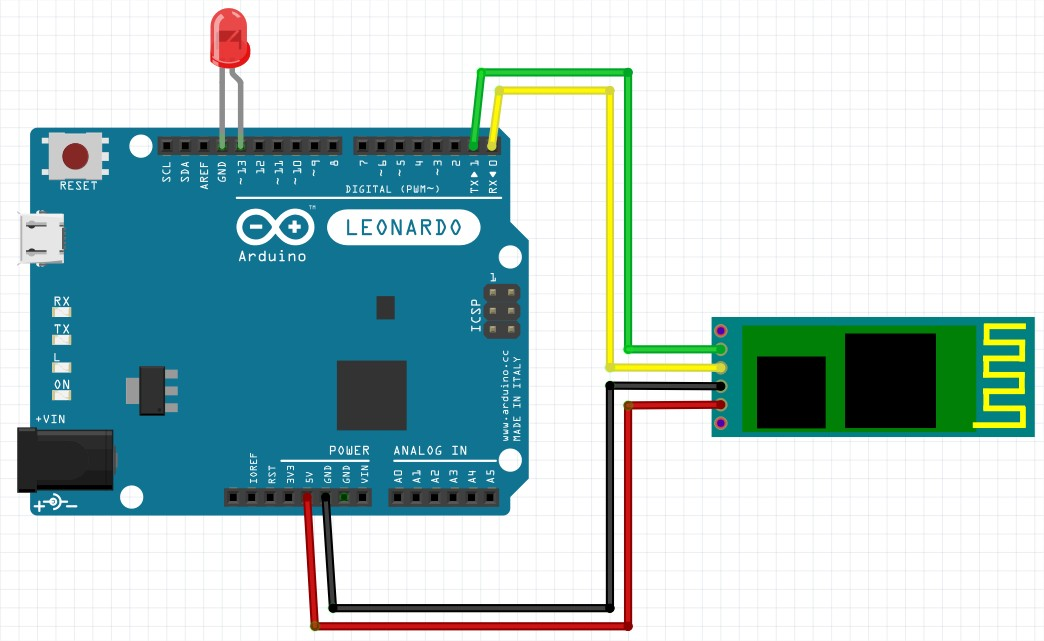 SCL
SDA
AREF
GND
~13
12
~11
~10
~9
8
7
~6
~5
4
~3
2
TX▶ 1
RX◀ 0
RESET
DIGITAL (PWM~)
TM
LEONARDO
Arduino
1
ICSP
RX
TX
L
ON
www.arduino.cc
MADE IN ITALY
+VIN
POWER
ANALOG IN
IOREF
RST
3V3
5V
GND
GND
VIN
A0
A1
A2
A3
A4
A5
+ -